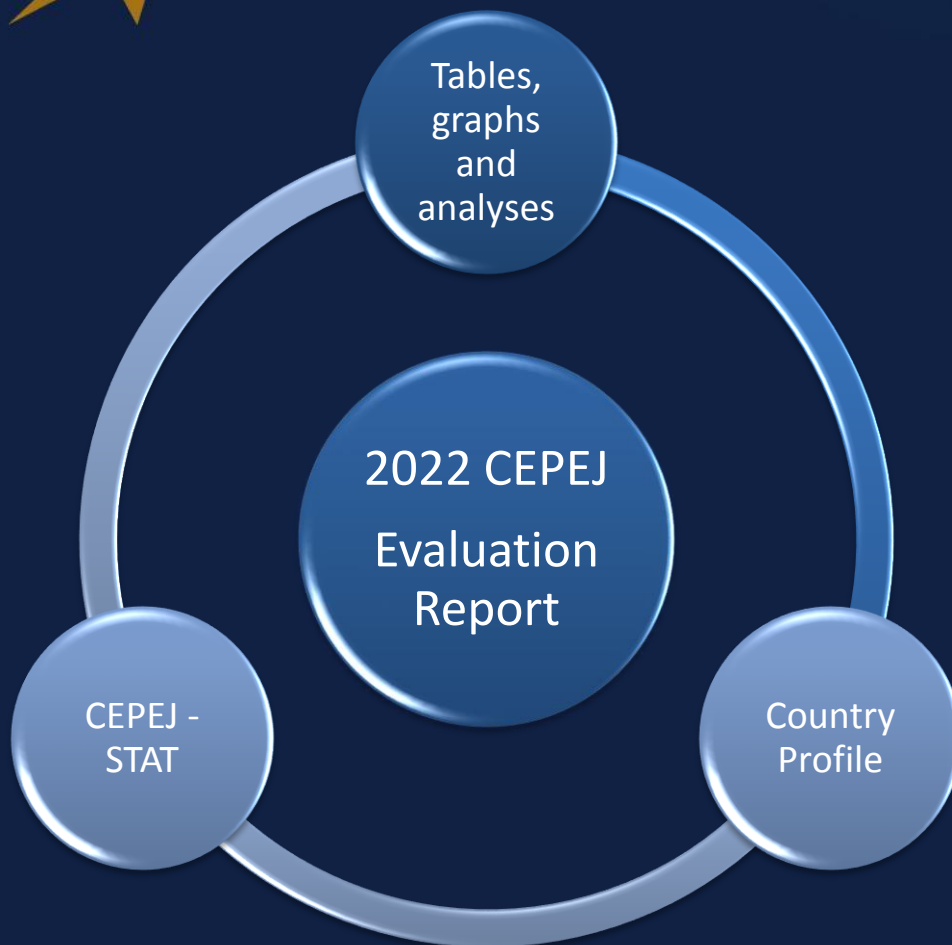 Tables,
graphs
and
analyses
2022 CEPEJ
Evaluation
Report
CEPEJ -
STAT
Country
Profile